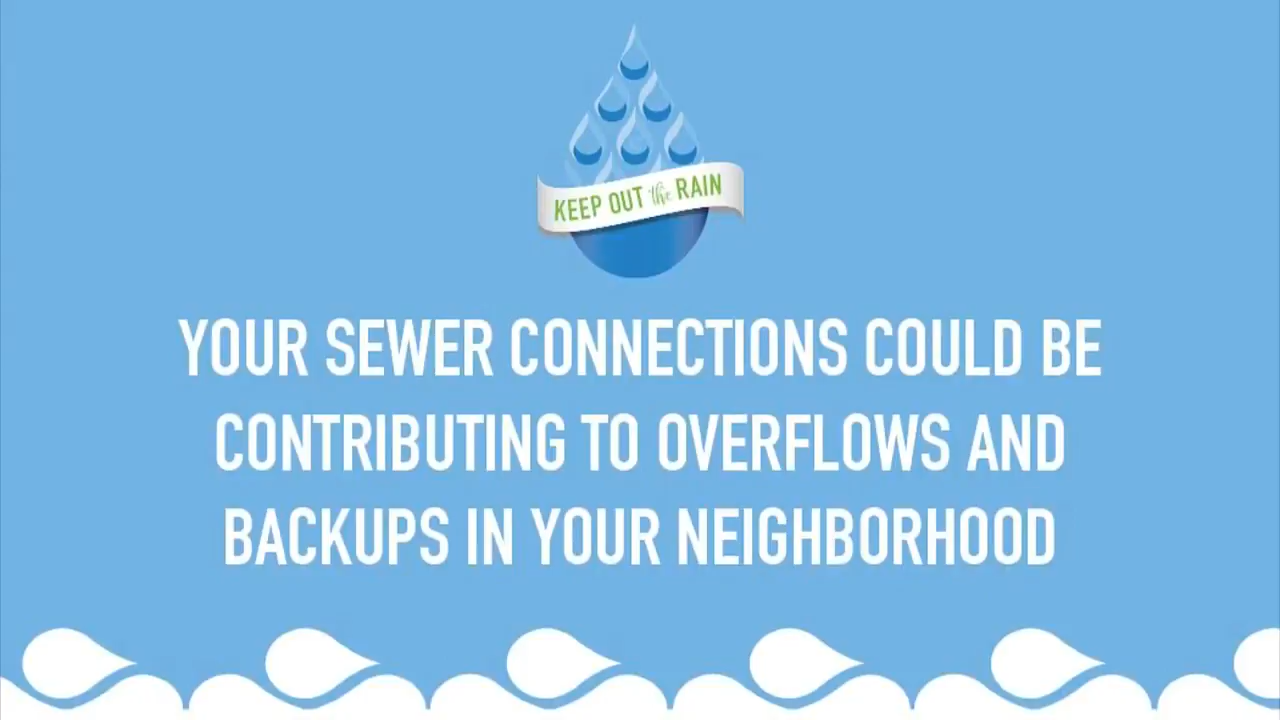 KEEP OUT the RAIN
YOUR SEWER CONNECTIONS COULD BE
CONTRIBUTING TO OVERFLOWS AND
BACKUPS IN YOUR NEIGHBORHOOD